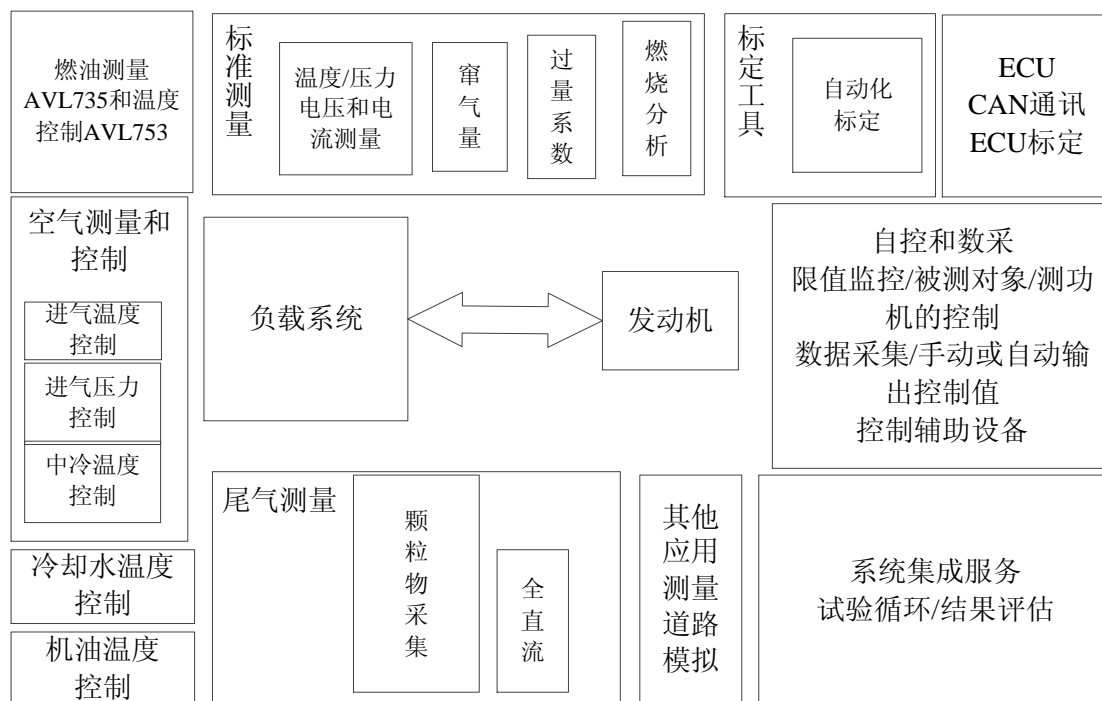 燃油测量
AVL735和温度
控制AVL753
标准测量
温度/压力
电压和电
流测量
窜气量
过量系数
燃烧分析
标定工具
自动化
标定
ECU
CAN通讯
ECU标定
空气测量和
控制
进气温度
控制
进气压力
控制
中冷温度
控制
负载系统
发动机
自控和数采
限值监控/被测对象/测功
机的控制
数据采集/手动或自动输
出控制值
控制辅助设备
冷却水温度
控制
机油温度
控制
尾气测量
颗粒物采集
全直流
其他
应用
测量
道路
模拟
系统集成服务
试验循环/结果评估